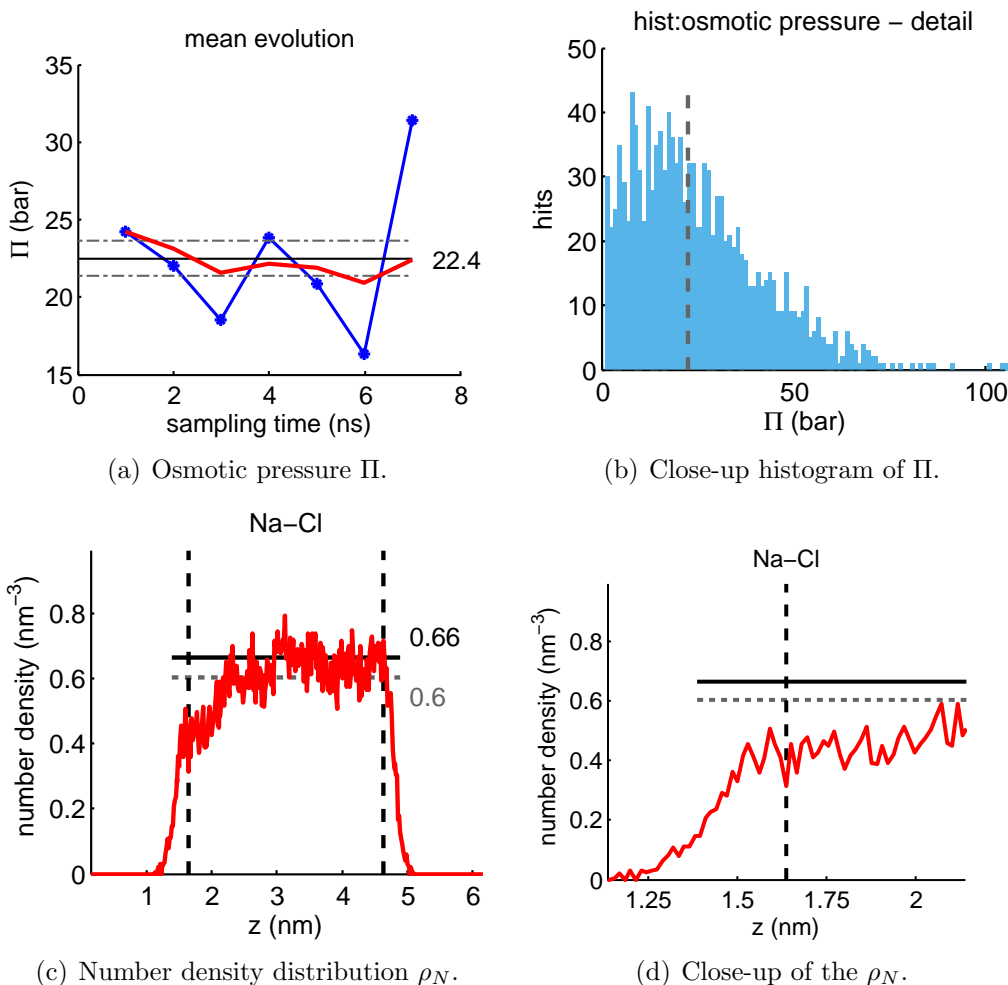 mean evolution
35
30
25
20
15
Π (bar)
22.4
0
2
4
6
8
sampling time (ns)
(a) Osmotic pressure Π.
hist:osmotic pressure − detail
50
40
30
20
10
0
hits
0
50
100
Π (bar)
(b) Close-up histogram of Π.
Na−Cl
0.8
0.6
0.4
0.2
0
number density (nm⁻³)
0.66
0.6
1
2
3
4
5
6
z (nm)
(c) Number density distribution ρN.
Na−Cl
0.8
0.6
0.4
0.2
0
number density (nm⁻³)
1.25
1.5
1.75
2
z (nm)
(d) Close-up of the ρN.